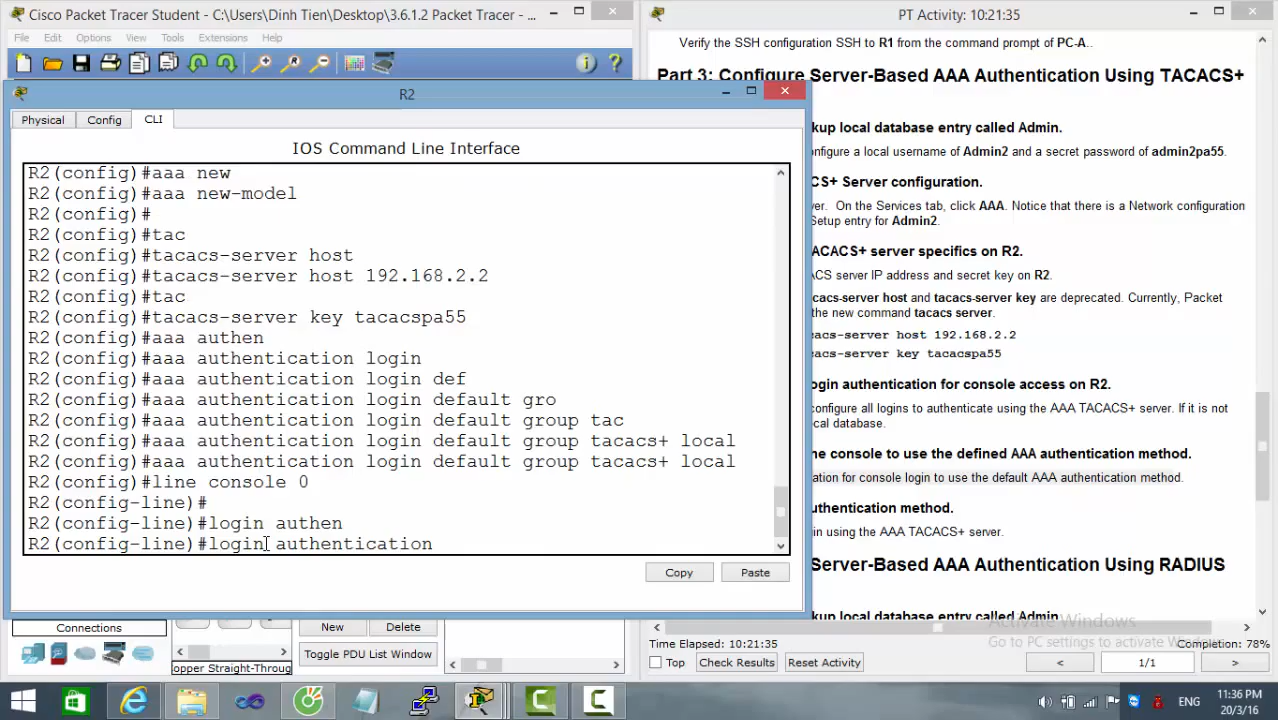 Cisco Packet Tracer Student - C:\Users\Dinh Tien\Desktop\3.6.1.2 Packet Tracer - ...
File Edit Options View Tools Extensions Help
R2
Physical Config CLI
IOS Command Line Interface
R2(config)#aaa new
R2(config)#aaa new-model
R2(config)#
R2(config)#tac
R2(config)#tacacs-server host
R2(config)#tacacs-server host 192.168.2.2
R2(config)#tac
R2(config)#tacacs-server key tacacspa55
R2(config)#aaa authen
R2(config)#aaa authentication login
R2(config)#aaa authentication login def
R2(config)#aaa authentication login default gro
R2(config)#aaa authentication login default group tac
R2(config)#aaa authentication login default group tacacs+ local
R2(config)#aaa authentication login default group tacacs+ local
R2(config)#line console 0
R2(config-line)#
R2(config-line)#login authen
R2(config-line)#login authentication
Copy Paste
Connections
New Delete
Toggle PDU List Window
opper Straight-Throug
PT Activity: 10:21:35
Verify the SSH configuration SSH to R1 from the command prompt of PC-A..
Part 3: Configure Server-Based AAA Authentication Using TACACS+
kup local database entry called Admin.
nfigure a local username of Admin2 and a secret password of admin2pa55.
CS+ Server configuration.
ver. On the Services tab, click AAA. Notice that there is a Network configuration
Setup entry for Admin2.
ACACS+ server specifics on R2.
ACS server IP address and secret key on R2.
cacs-server host and tacacs-server key are deprecated. Currently, Packet
the new command tacacs server.
cacs-server host 192.168.2.2
cacs-server key tacacspa55
ogin authentication for console access on R2.
configure all logins to authenticate using the AAA TACACS+ server. If it is not
cal database.
ne console to use the defined AAA authentication method.
ation for console login to use the default AAA authentication method.
uthentication method.
in using the AAA TACACS+ server.
Server-Based AAA Authentication Using RADIUS
kup local database entry called Admin
Activate Windows
Go to PC settings to activate Windows.
Time Elapsed: 10:21:35
Completion: 78%
Top Check Results Reset Activity < 1/1 >
ENG
11:36 PM
20/3/16